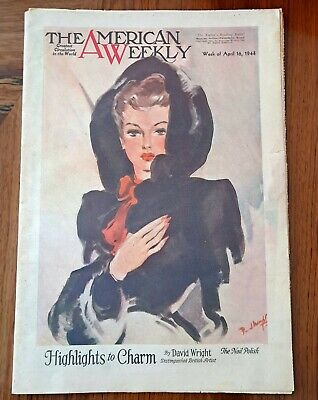 THE AMERICAN
WEEKLY
Greatest
Circulation
in the World
Week of April 16, 1944
Highlights to Charm
By David Wright
Distinguished British Artist
The Nail Polish